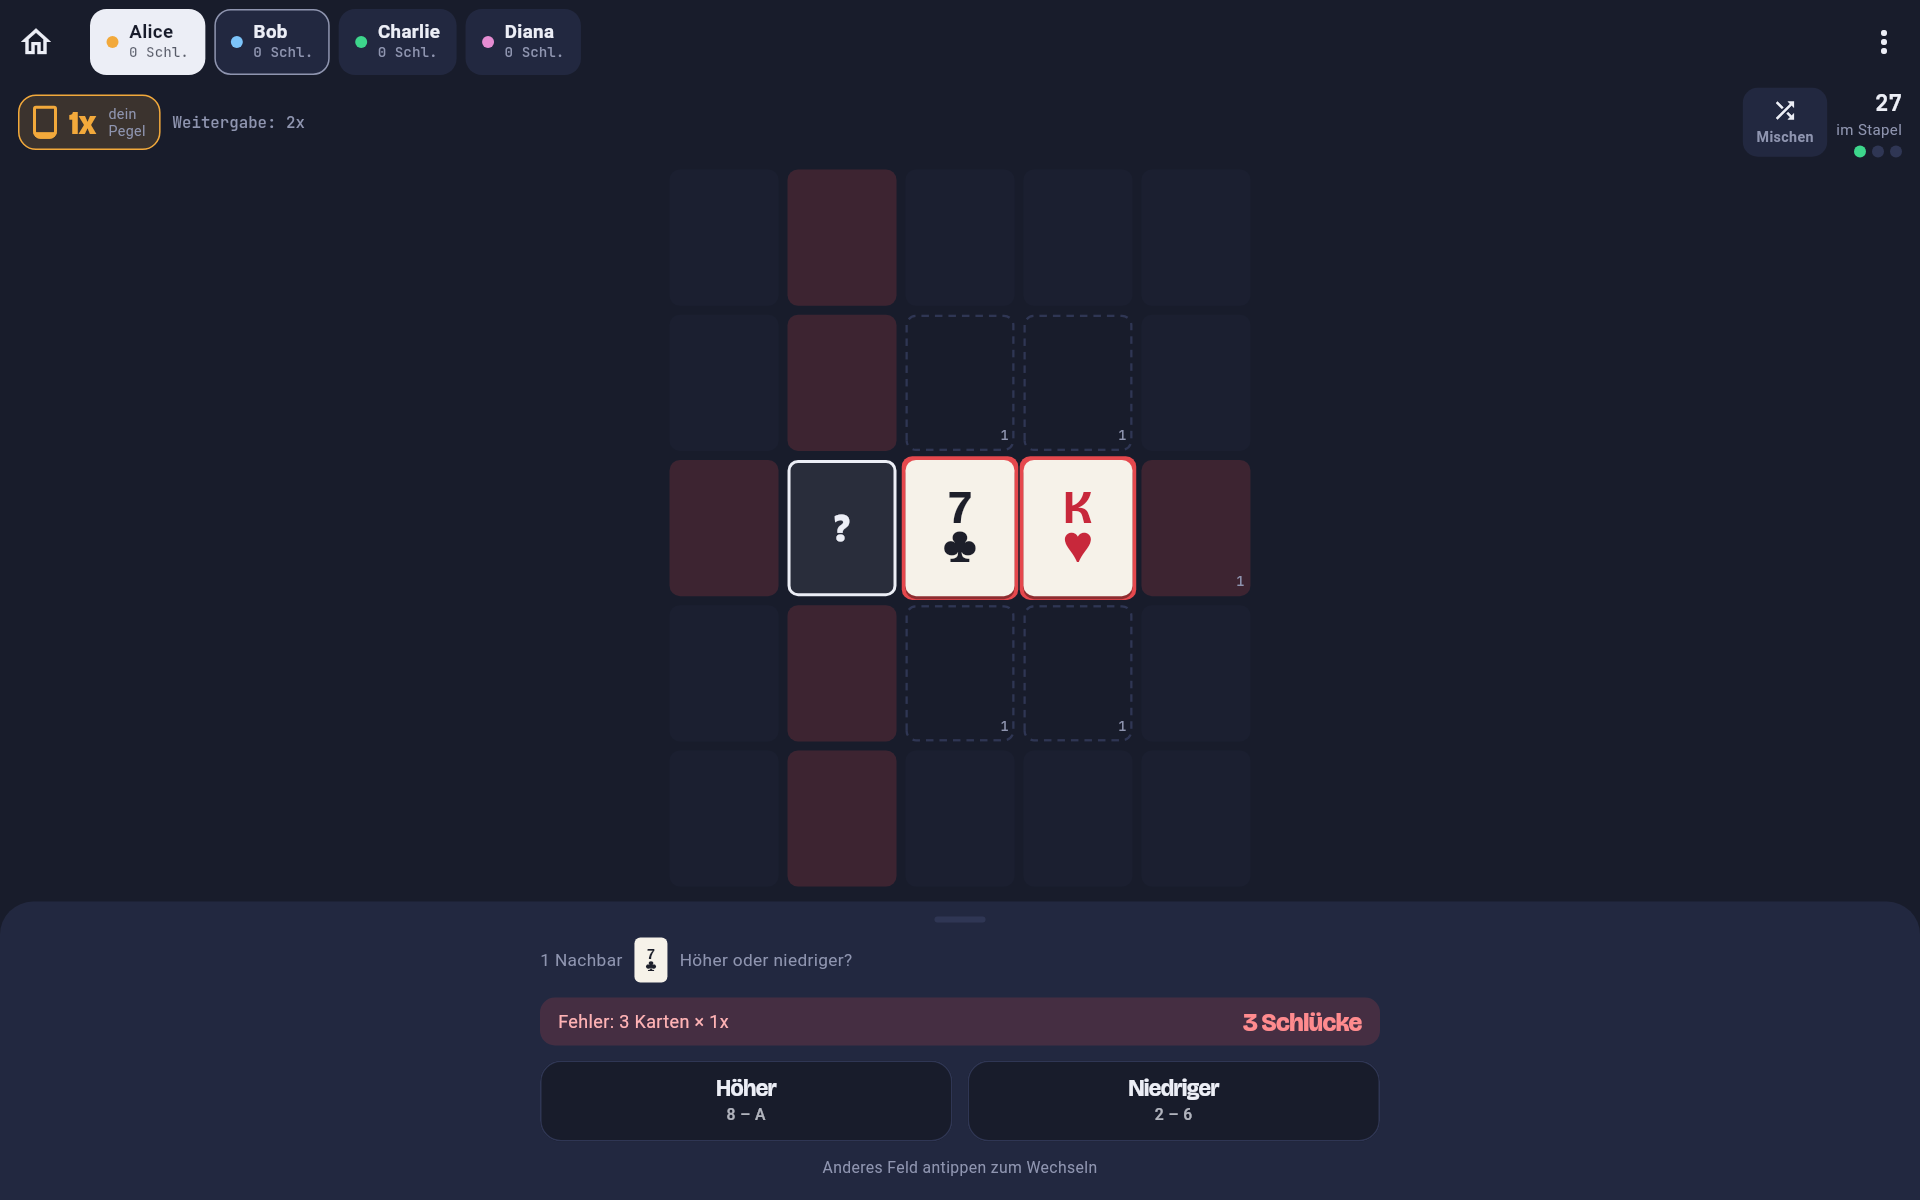 Alice
0 Schl.
Bob
0 Schl.
Charlie
0 Schl.
Diana
0 Schl.
1x
dein
Pegel
Weitergabe: 2x
Mischen
27
im Stapel
1
1
?
7
♣
K
♥
1
1
1
1 Nachbar
7
♣
Höher oder niedriger?
Fehler: 3 Karten × 1x
3 Schlücke
Höher
8 – A
Niedriger
2 – 6
Anderes Feld antippen zum Wechseln